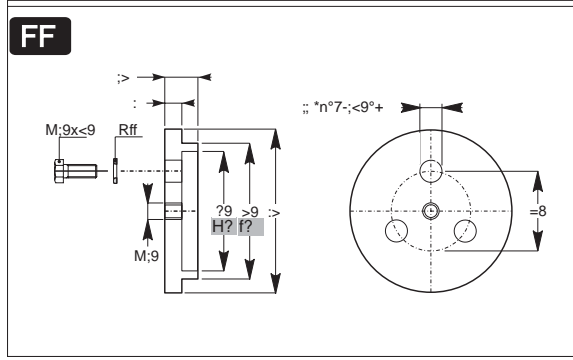 FF
;>
:
;; *n°7-;<9°+
M;9x<9 Rff
?9 >9 ;>
H? f?
=8
M;9